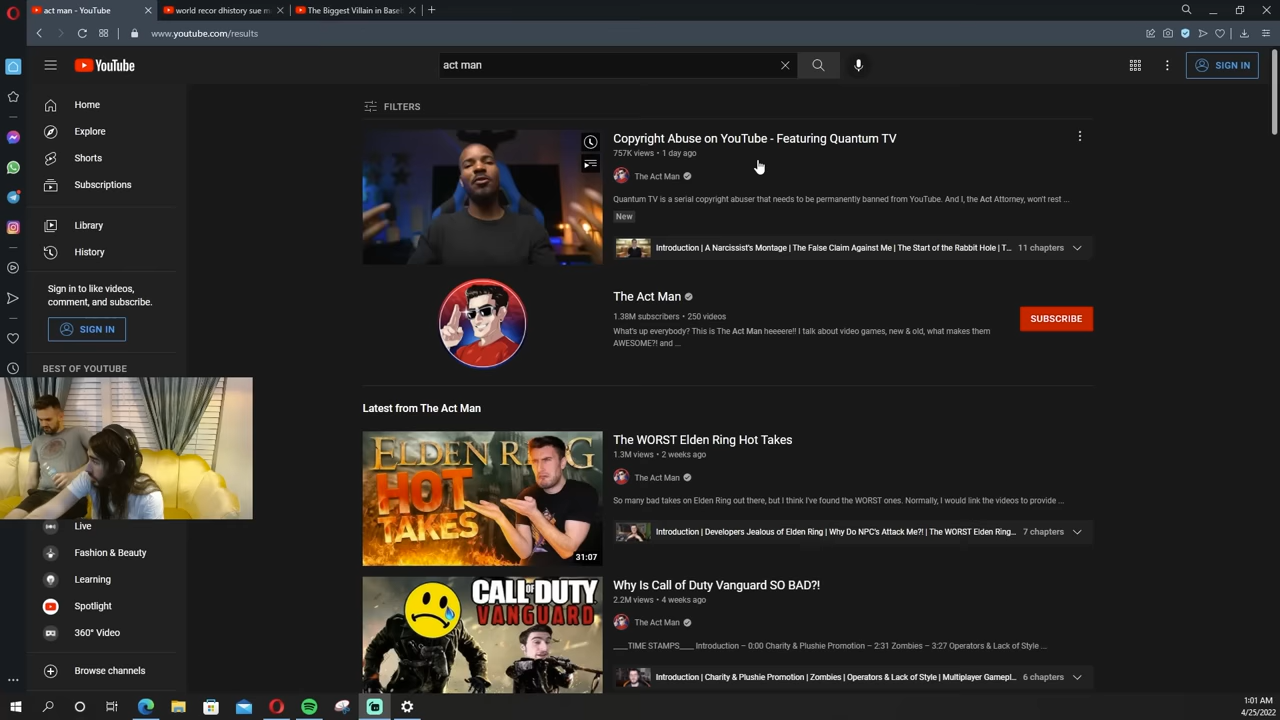 act man - YouTube
world recor dhistory sue m
The Biggest Villain in Base
www.youtube.com/results
YouTube
act man
SIGN IN
Home
Explore
Shorts
Subscriptions
Library
History
Sign in to like videos,
comment, and subscribe.
SIGN IN
BEST OF YOUTUBE
Live
Fashion & Beauty
Learning
Spotlight
360° Video
Browse channels
FILTERS
Copyright Abuse on YouTube - Featuring Quantum TV
757K views • 1 day ago
The Act Man
Quantum TV is a serial copyright abuser that needs to be permanently banned from YouTube. And I, the Act Attorney, won't rest ...
New
Introduction | A Narcissist's Montage | The False Claim Against Me | The Start of the Rabbit Hole | T...
11 chapters
The Act Man
1.38M subscribers • 250 videos
What's up everybody? This is The Act Man heeeere!! I talk about video games, new & old, what makes them
AWESOME?! and ...
SUBSCRIBE
Latest from The Act Man
ELDEN RING
HOT
TAKES
31:07
The WORST Elden Ring Hot Takes
1.3M views • 2 weeks ago
The Act Man
So many bad takes on Elden Ring out there, but I think I've found the WORST ones. Normally, I would link the videos to provide ...
Introduction | Developers Jealous of Elden Ring | Why Do NPC's Attack Me?! | The WORST Elden Ring...
7 chapters
CALL OF DUTY
VANGUARD
Why Is Call of Duty Vanguard SO BAD?!
2.2M views • 4 weeks ago
The Act Man
____TIME STAMPS____ Introduction – 0:00 Charity & Plushie Promotion – 2:31 Zombies – 3:27 Operators & Lack of Style ...
Introduction | Charity & Plushie Promotion | Zombies | Operators & Lack of Style | Multiplayer Gamepl...
6 chapters
1:01 AM
4/25/2022